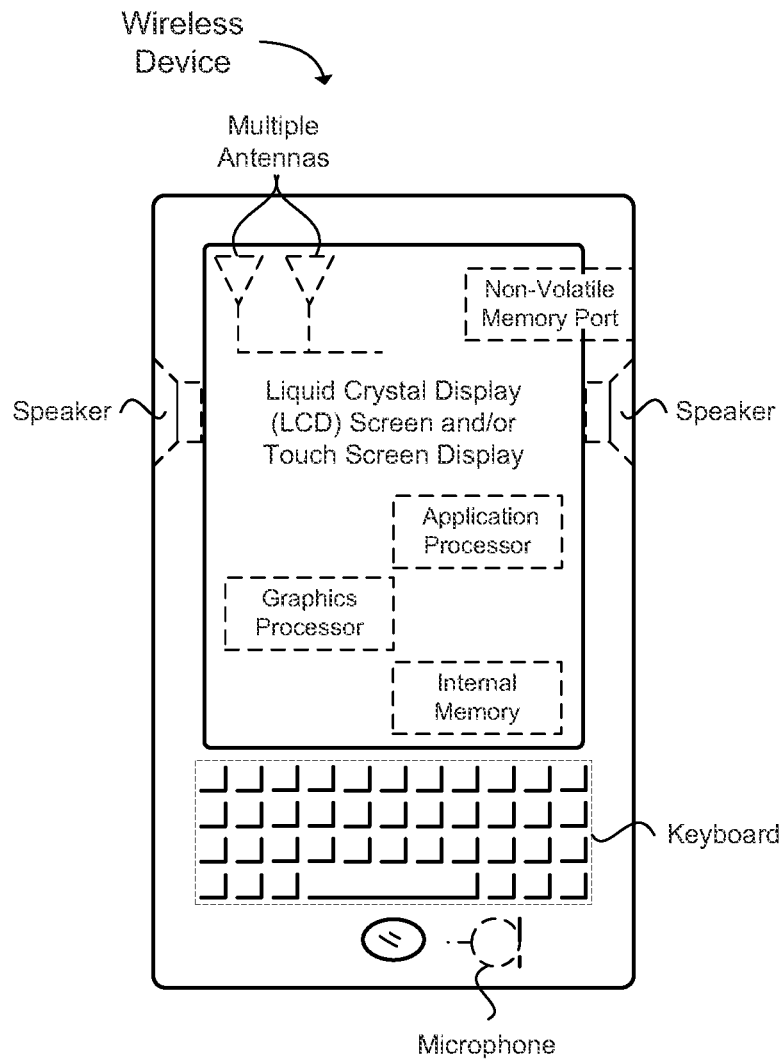 Wireless
Device
Multiple
Antennas
Non-Volatile
Memory Port
Speaker
Liquid Crystal Display
(LCD) Screen and/or
Touch Screen Display
Speaker
Application
Processor
Graphics
Processor
Internal
Memory
Keyboard
Microphone